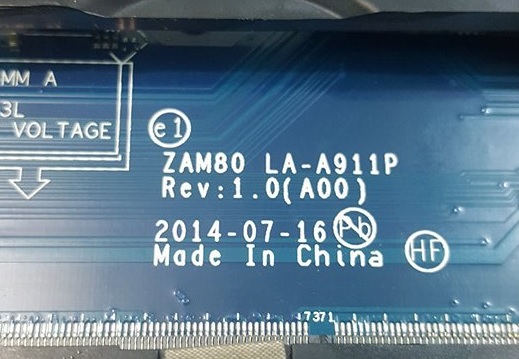 MM A
3L
VOLTAGE
e1
ZAM80 LA-A911P
Rev:1.0(A00)
2014-07-16 Pb
Made In China HF
7371